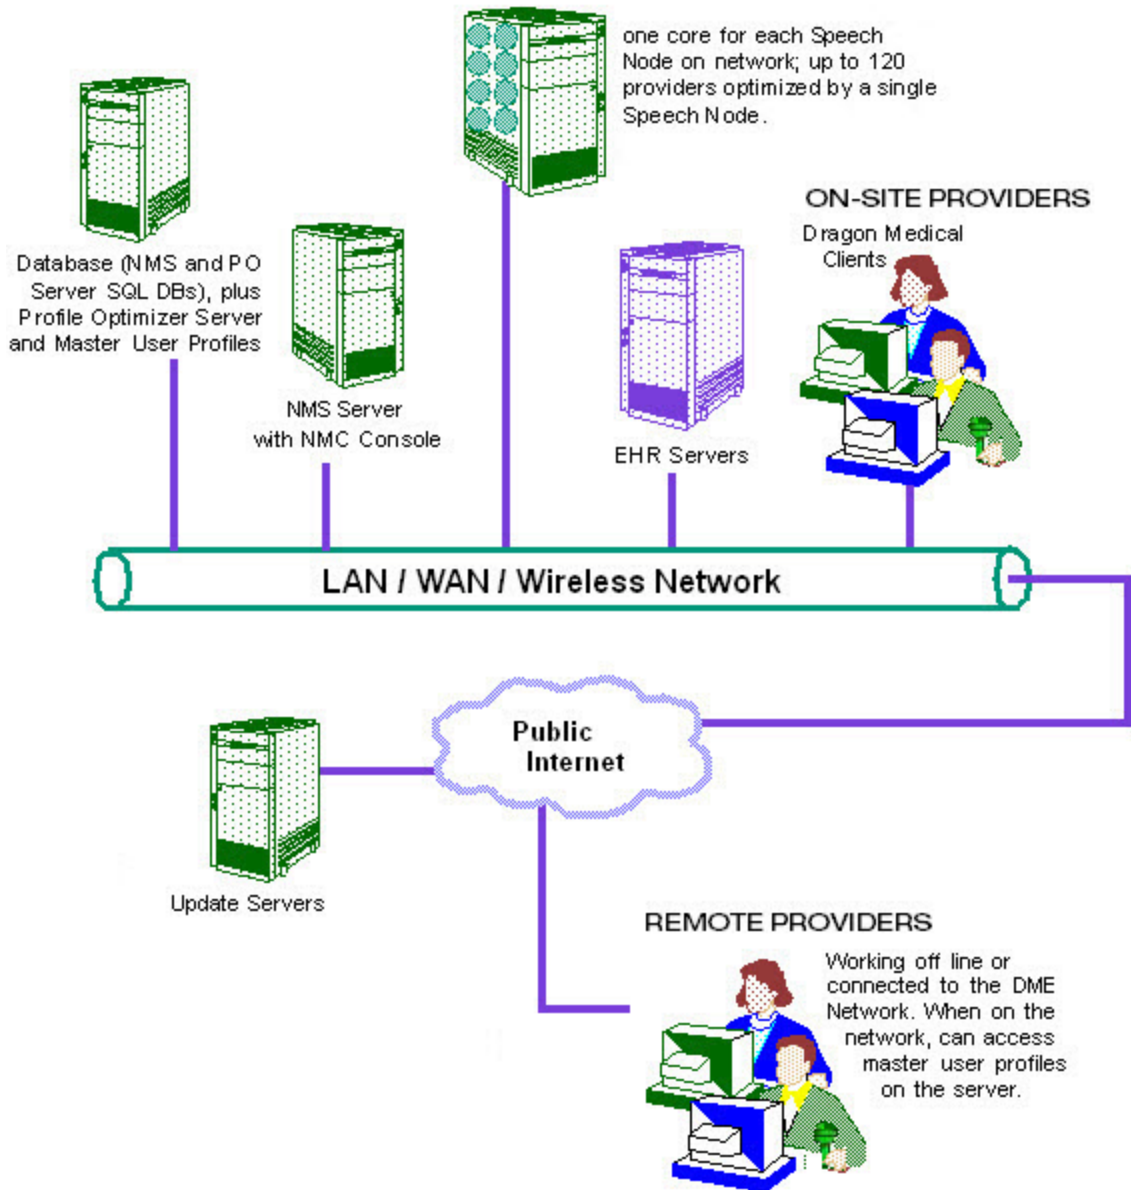 one core for each Speech
Node on network; up to 120
providers optimized by a single
Speech Node.
Database (NMS and PO
Server SQL DBs), plus
Profile Optimizer Server
and Master User Profiles
NMS Server
with NMC Console
EHR Servers
ON-SITE PROVIDERS
Dragon Medical
Clients
LAN / WAN / Wireless Network
Public
Internet
Update Servers
REMOTE PROVIDERS
Working off line or
connected to the DME
Network. When on the
network, can access
master user profiles
on the server.